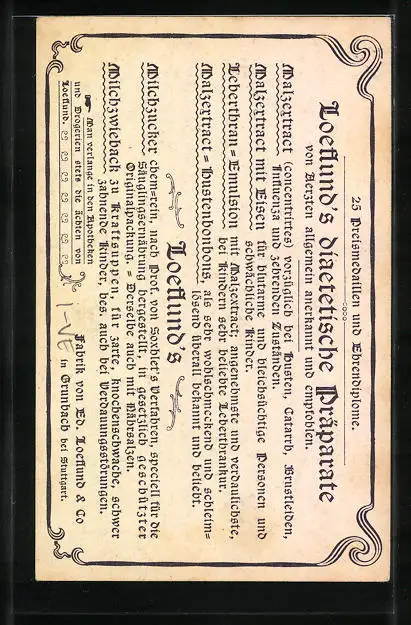 25 Preismedaillen und Ehrendiplome.
Loeflund's diaetetische Präparate
von Aerzten allgemein anerkannt und empfohlen.
Malzextract (concentrirtes) vorzüglich bei Husten, Catarrh, Brustleiden,
Influenza und zehrenden Zuständen.
Malzextract mit Eisen für blutarme und bleichsüchtige Personen und
schwächliche Kinder.
Leberthran=Emulsion mit Malzextract; angenehmste und verdaulichste,
bei Kindern sehr beliebte Leberthrankur.
Malzextract=Hustenbonbons, als sehr wohlschmeckend und schleim=
lösend überall bekannt und beliebt.
Loeflund's
Milchzucker chem-rein, nach Prof. von Soxhlet's Verfahren, speciell für die
Säuglingsernährung hergestellt, in gesetzlich geschützter
Originalpackung. = Derselbe auch mit Nährsalzen.
Milchzwieback zu Kraftsuppen, für zarte, knochenschwache, schwer
zahnende Kinder, bes. auch bei Verdauungsstörungen.
Man verlange in den Apotheken
und Drogerien stets die ächten von
Loeflund.
Fabrik von Ed. Loeflund & Co
in Grunbach bei Stuttgart.